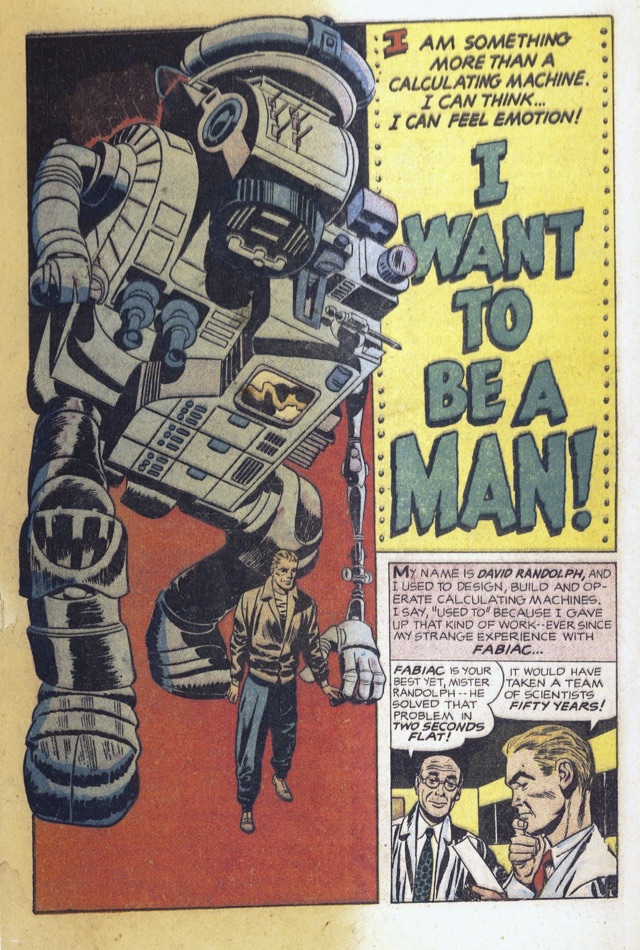 I AM SOMETHING
MORE THAN A
CALCULATING MACHINE.
I CAN THINK...
I CAN FEEL EMOTION!
I
WANT
TO
BE A
MAN!
MY NAME IS DAVID RANDOLPH, AND
I USED TO DESIGN, BUILD AND OP-
ERATE CALCULATING MACHINES.
I SAY, "USED TO" BECAUSE I GAVE
UP THAT KIND OF WORK--EVER SINCE
MY STRANGE EXPERIENCE WITH
FABIAC...
FABIAC IS YOUR
BEST YET, MISTER
RANDOLPH--HE
SOLVED THAT
PROBLEM IN
TWO SECONDS
FLAT!
IT WOULD HAVE
TAKEN A TEAM
OF SCIENTISTS
FIFTY YEARS!